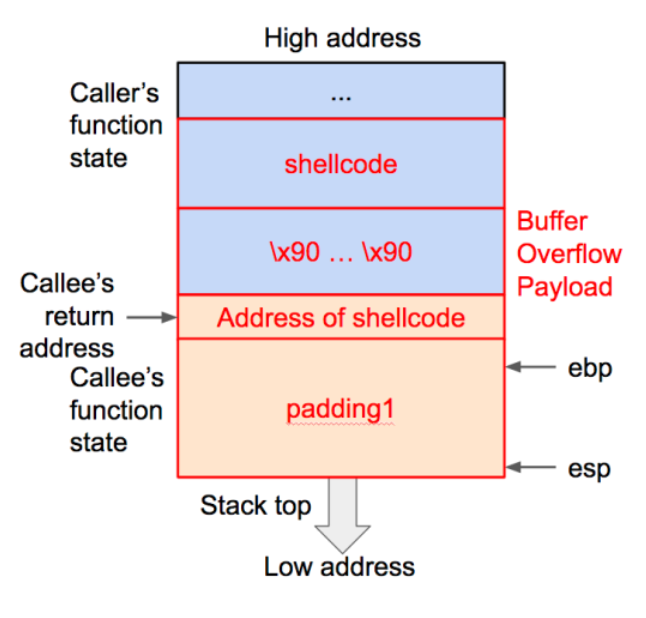 High address
Caller's
function
state
...
shellcode
\x90 ... \x90
Buffer
Overflow
Payload
Callee's
return
address
Address of shellcode
Callee's
function
state
ebp
padding1
esp
Stack top
Low address